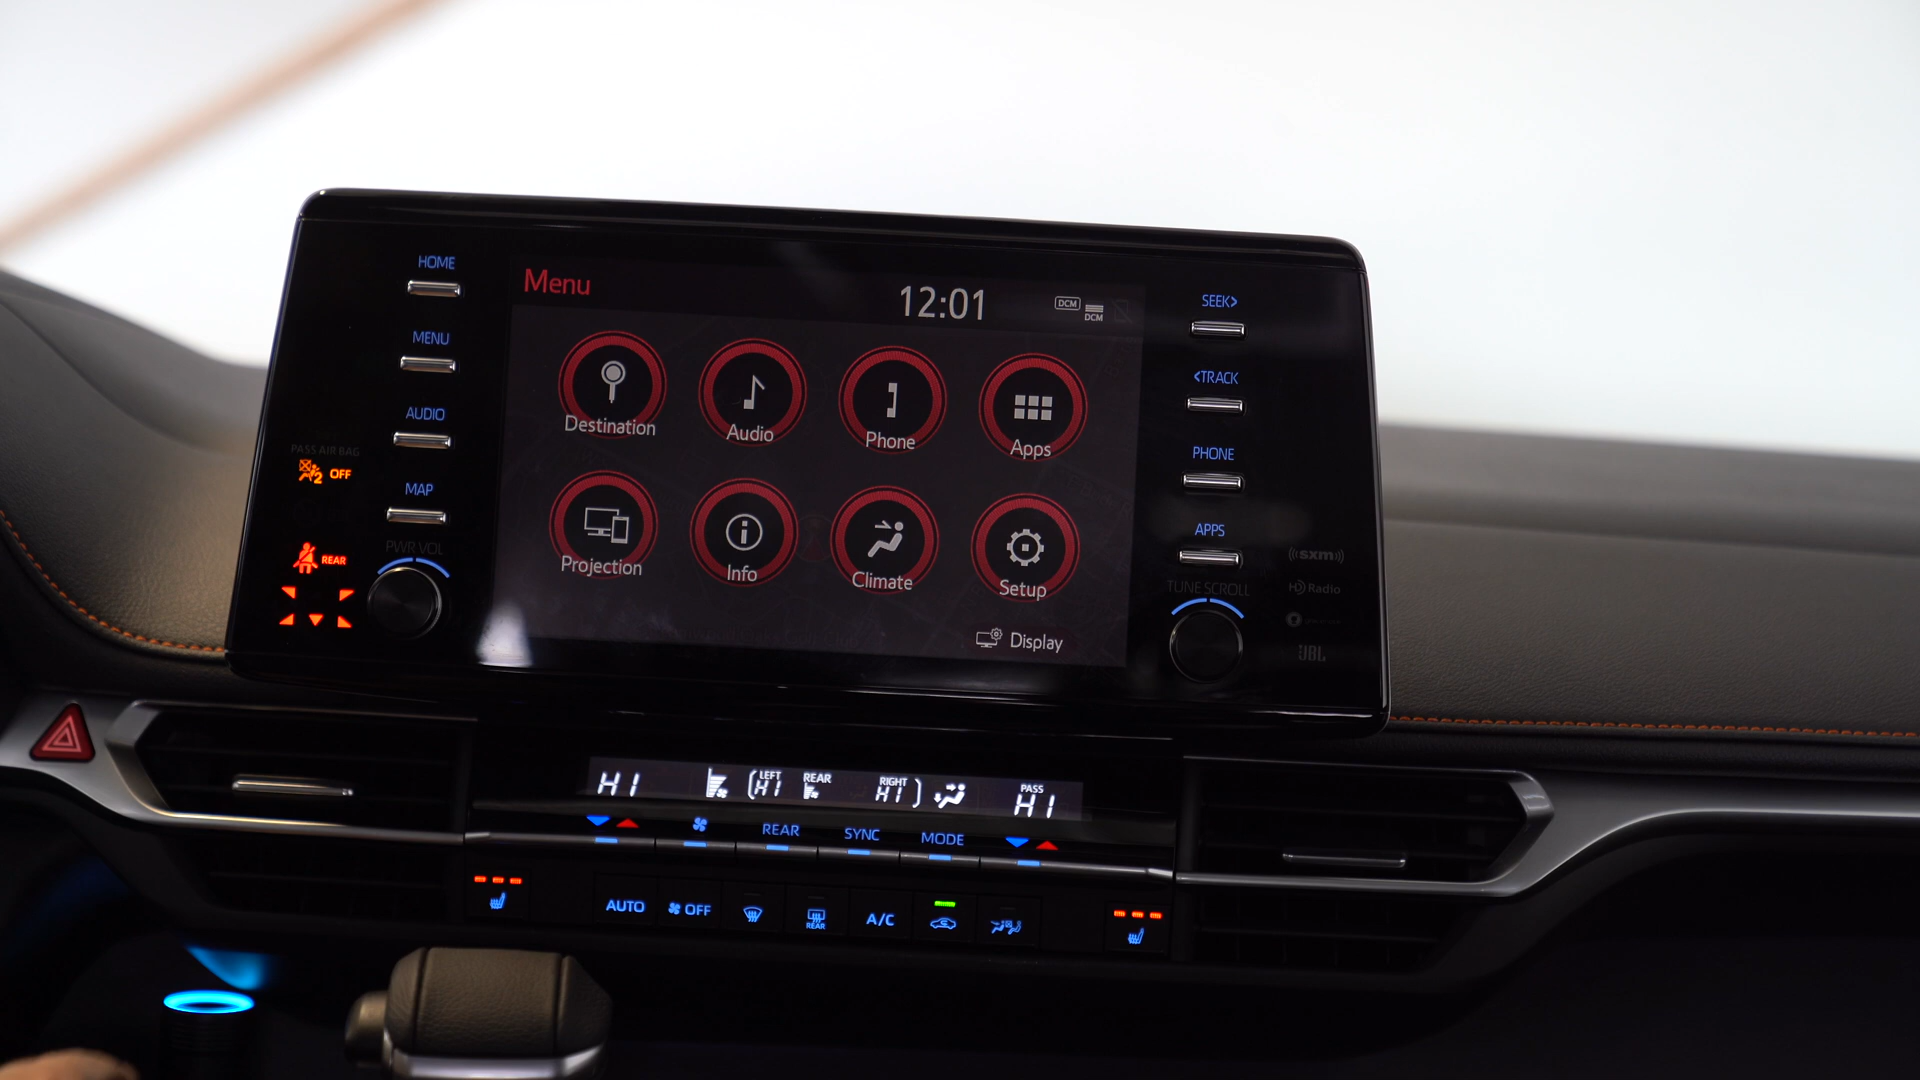 HOME
MENU
AUDIO
MAP
PWR VOL
PASS AIR BAG
2 OFF
REAR
Menu
12:01
DCM
DCM
Destination
Audio
Phone
Apps
Projection
Info
Climate
Setup
Display
SEEK>
<TRACK
PHONE
APPS
TUNE SCROLL
((sxm))
HD Radio
JBL
HI
LEFT
HI
REAR
RIGHT
HI
PASS
HI
REAR
SYNC
MODE
AUTO
OFF
REAR
A/C